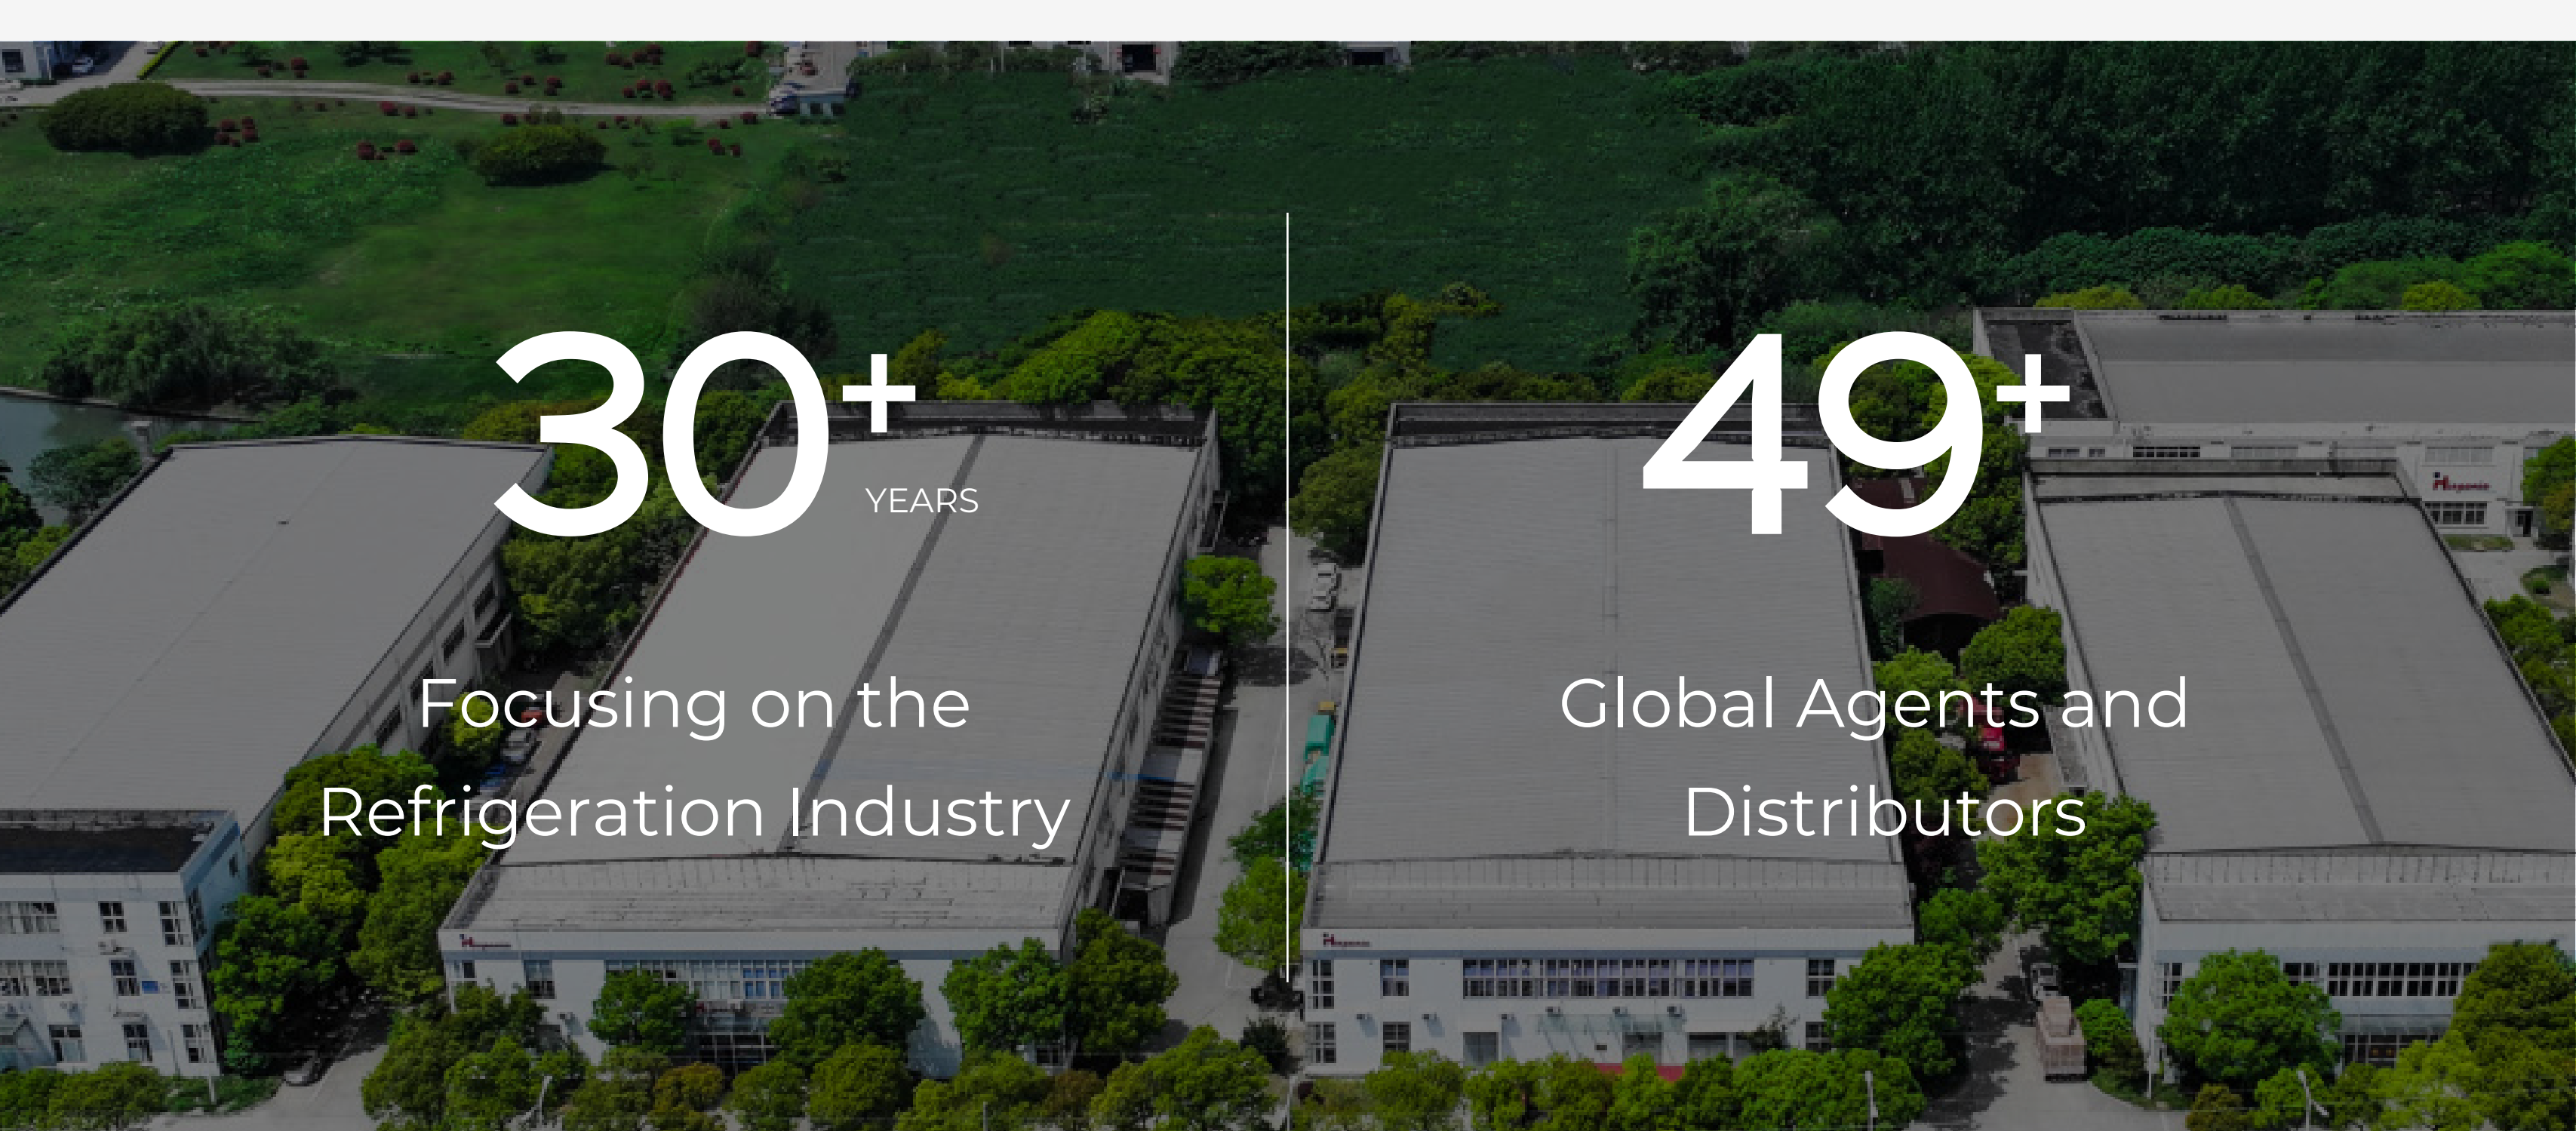 30+
YEARS
Focusing on the
Refrigeration Industry
49+
Global Agents and
Distributors